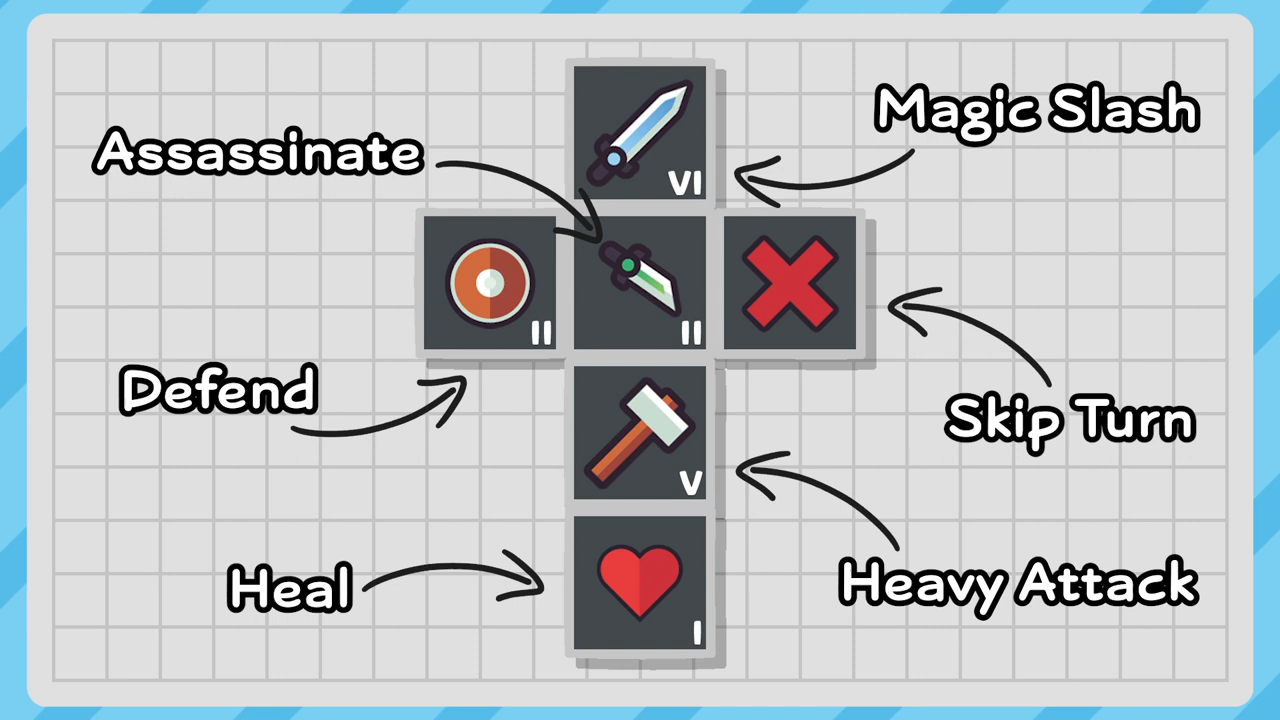 Magic Slash
Assassinate
VI
II
II
Defend
Skip Turn
V
Heal
Heavy Attack
I